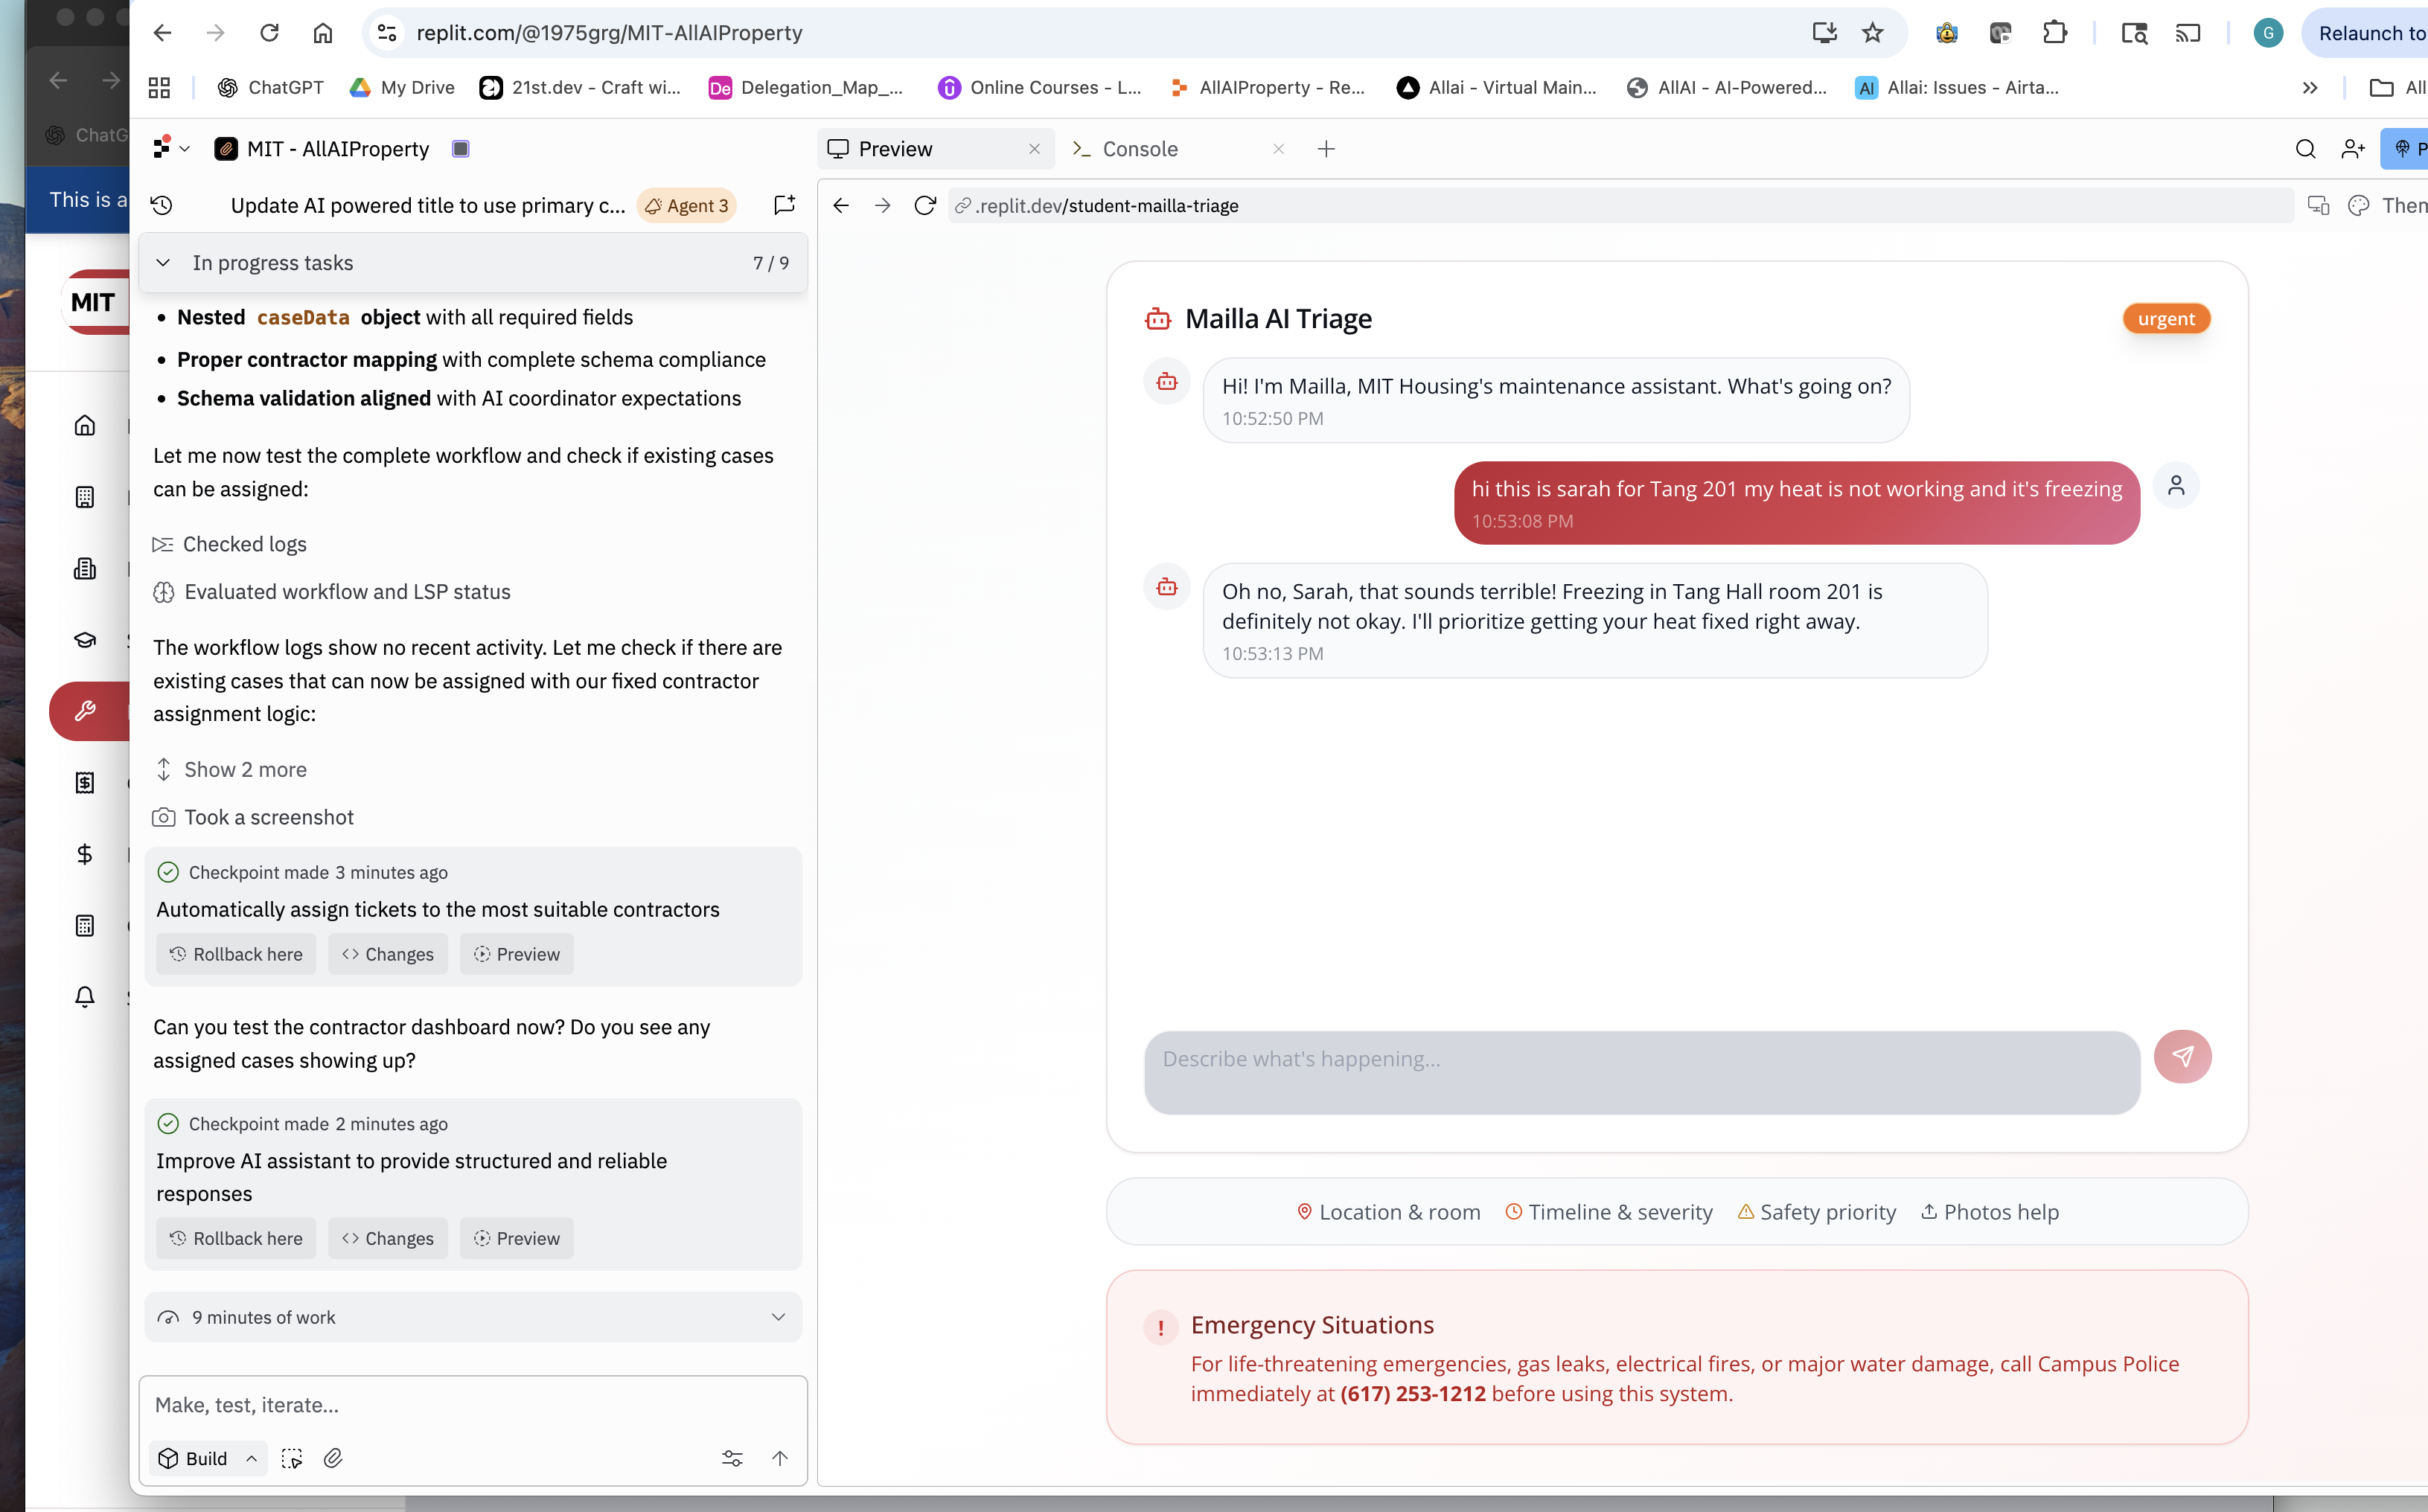 replit.com/@1975grg/MIT-AllAIProperty
G
Relaunch to
ChatGPT
My Drive
21st.dev - Craft wi...
De
Delegation_Map_...
Online Courses - L...
AllAIProperty - Re...
Allai - Virtual Main...
AllAI - AI-Powered...
AI
Allai: Issues - Airta...
All
ChatG
This is a
MIT
MIT - AllAIProperty
Update AI powered title to use primary c...
Agent 3
In progress tasks
7 / 9
• Nested caseData object with all required fields
• Proper contractor mapping with complete schema compliance
• Schema validation aligned with AI coordinator expectations
Let me now test the complete workflow and check if existing cases
can be assigned:
Checked logs
Evaluated workflow and LSP status
The workflow logs show no recent activity. Let me check if there are
existing cases that can now be assigned with our fixed contractor
assignment logic:
Show 2 more
Took a screenshot
Checkpoint made 3 minutes ago
Automatically assign tickets to the most suitable contractors
Rollback here
Changes
Preview
Can you test the contractor dashboard now? Do you see any
assigned cases showing up?
Checkpoint made 2 minutes ago
Improve AI assistant to provide structured and reliable
responses
Rollback here
Changes
Preview
9 minutes of work
Make, test, iterate...
Build
Preview
Console
P
.replit.dev/student-mailla-triage
Them
Mailla AI Triage
urgent
Hi! I'm Mailla, MIT Housing's maintenance assistant. What's going on?
10:52:50 PM
hi this is sarah for Tang 201 my heat is not working and it's freezing
10:53:08 PM
Oh no, Sarah, that sounds terrible! Freezing in Tang Hall room 201 is
definitely not okay. I'll prioritize getting your heat fixed right away.
10:53:13 PM
Describe what's happening...
Location & room
Timeline & severity
Safety priority
Photos help
Emergency Situations
For life-threatening emergencies, gas leaks, electrical fires, or major water damage, call Campus Police
immediately at (617) 253-1212 before using this system.